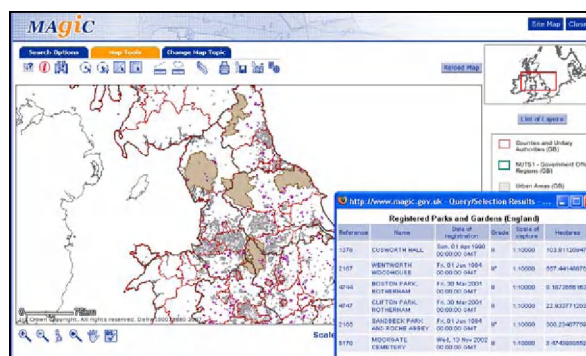 MAgiC
Site Map
Close
Search Options
Map Tools
Change Map Topic
Reload Map
List of Layers
Counties and Unitary
Authorities (GB)
NUTS1 - Government Office
Regions (GB)
Urban Areas (GB)
http://www.magic.gov.uk - Query/Selection Results - ...
Registered Parks and Gardens (England)
Reference Name Date of registration Grade Scale of capture Hectares
CUSWORTH HALL Sun, 01 Apr 1990 00:00:00 GMT II 1:10000
2167 WENTWORTH WOODHOUSE Fri, 01 Jun 1984 00:00:00 GMT II* 1:10000
BOSTON PARK, ROTHERHAM Fri, 30 Mar 2001 00:00:00 GMT II 1:10000
4747 CLIFTON PARK, ROTHERHAM Fri, 30 Mar 2001 00:00:00 GMT II 1:10000
SANDBECK PARK AND ROCHE ABBEY Fri, 01 Jun 1984 00:00:00 GMT II* 1:10000
MOORGATE CEMETERY Wed, 13 Nov 2002 00:00:00 GMT II 1:10000
75km
Crown Copyright. All rights reserved.
Scale